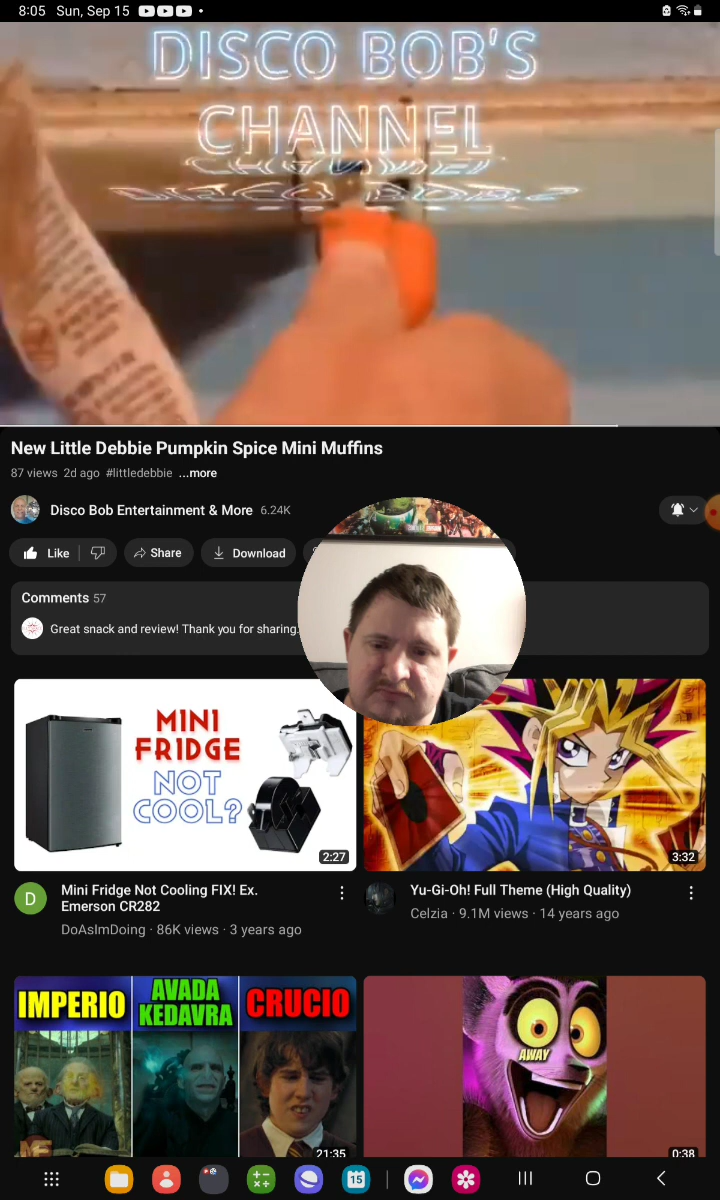 8:05 Sun, Sep 15
DISCO BOB'S
CHANNEL
New Little Debbie Pumpkin Spice Mini Muffins
87 views 2d ago #littledebbie ...more
Disco Bob Entertainment & More 6.24K
Like
Share
Download
Comments 57
Great snack and review! Thank you for sharing.
MINI
FRIDGE
NOT
COOL?
2:27
3:32
D
Mini Fridge Not Cooling FIX! Ex.
Emerson CR282
DoAsImDoing · 86K views · 3 years ago
Yu-Gi-Oh! Full Theme (High Quality)
Celzia · 9.1M views · 14 years ago
IMPERIO
AVADA
KEDAVRA
CRUCIO
AWAY
21:35
0:38
15